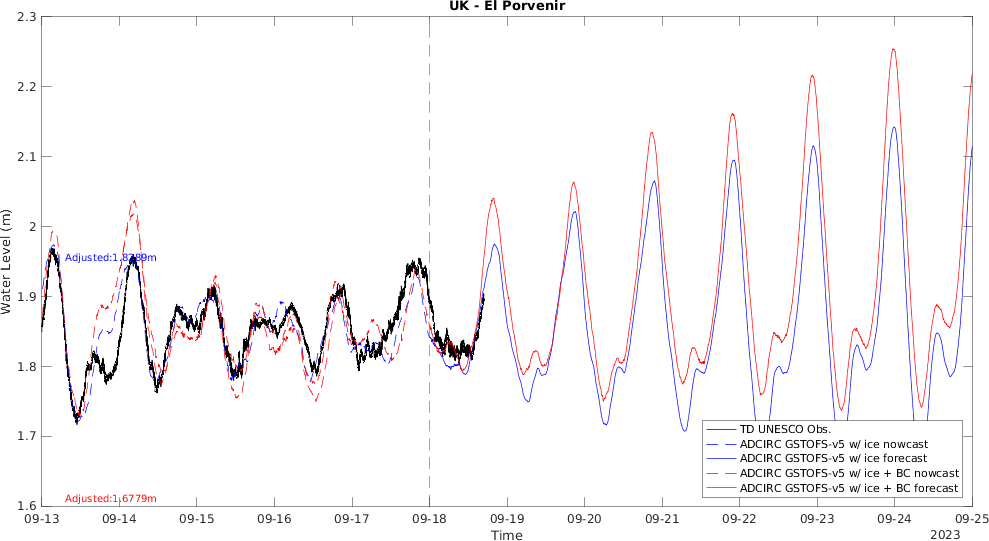 UK - El Porvenir
2.3
2.2
2.1
2
1.9
1.8
1.7
1.6
Water Level (m)
Adjusted:1.8289m
Adjusted:1.6779m
TD UNESCO Obs.
ADCIRC GSTOFS-v5 w/ ice nowcast
ADCIRC GSTOFS-v5 w/ ice forecast
ADCIRC GSTOFS-v5 w/ ice + BC nowcast
ADCIRC GSTOFS-v5 w/ ice + BC forecast
09-13 09-14 09-15 09-16 09-17 09-18 09-19 09-20 09-21 09-22 09-23 09-24 09-25
Time
2023